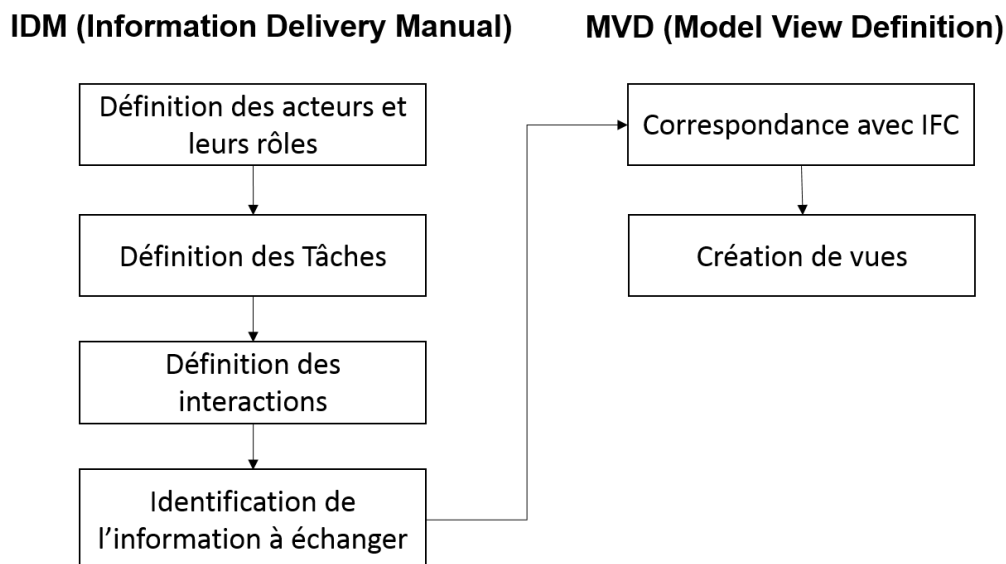 IDM (Information Delivery Manual)
Définition des acteurs et
leurs rôles
Définition des Tâches
Définition des
interactions
Identification de
l’information à échanger
MVD (Model View Definition)
Correspondance avec IFC
Création de vues